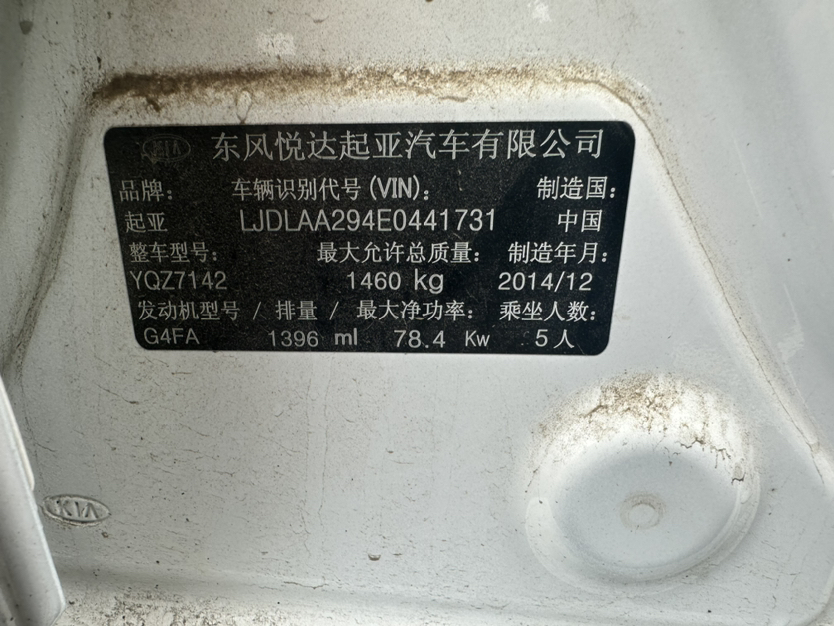 KIA 东风悦达起亚汽车有限公司
品牌： 车辆识别代号(VIN)： 制造国：
起亚 LJDLAA294E0441731 中国
整车型号： 最大允许总质量： 制造年月：
YQZ7142 1460 kg 2014/12
发动机型号 / 排量 / 最大净功率： 乘坐人数：
G4FA 1396 ml 78.4 Kw 5人
KIA